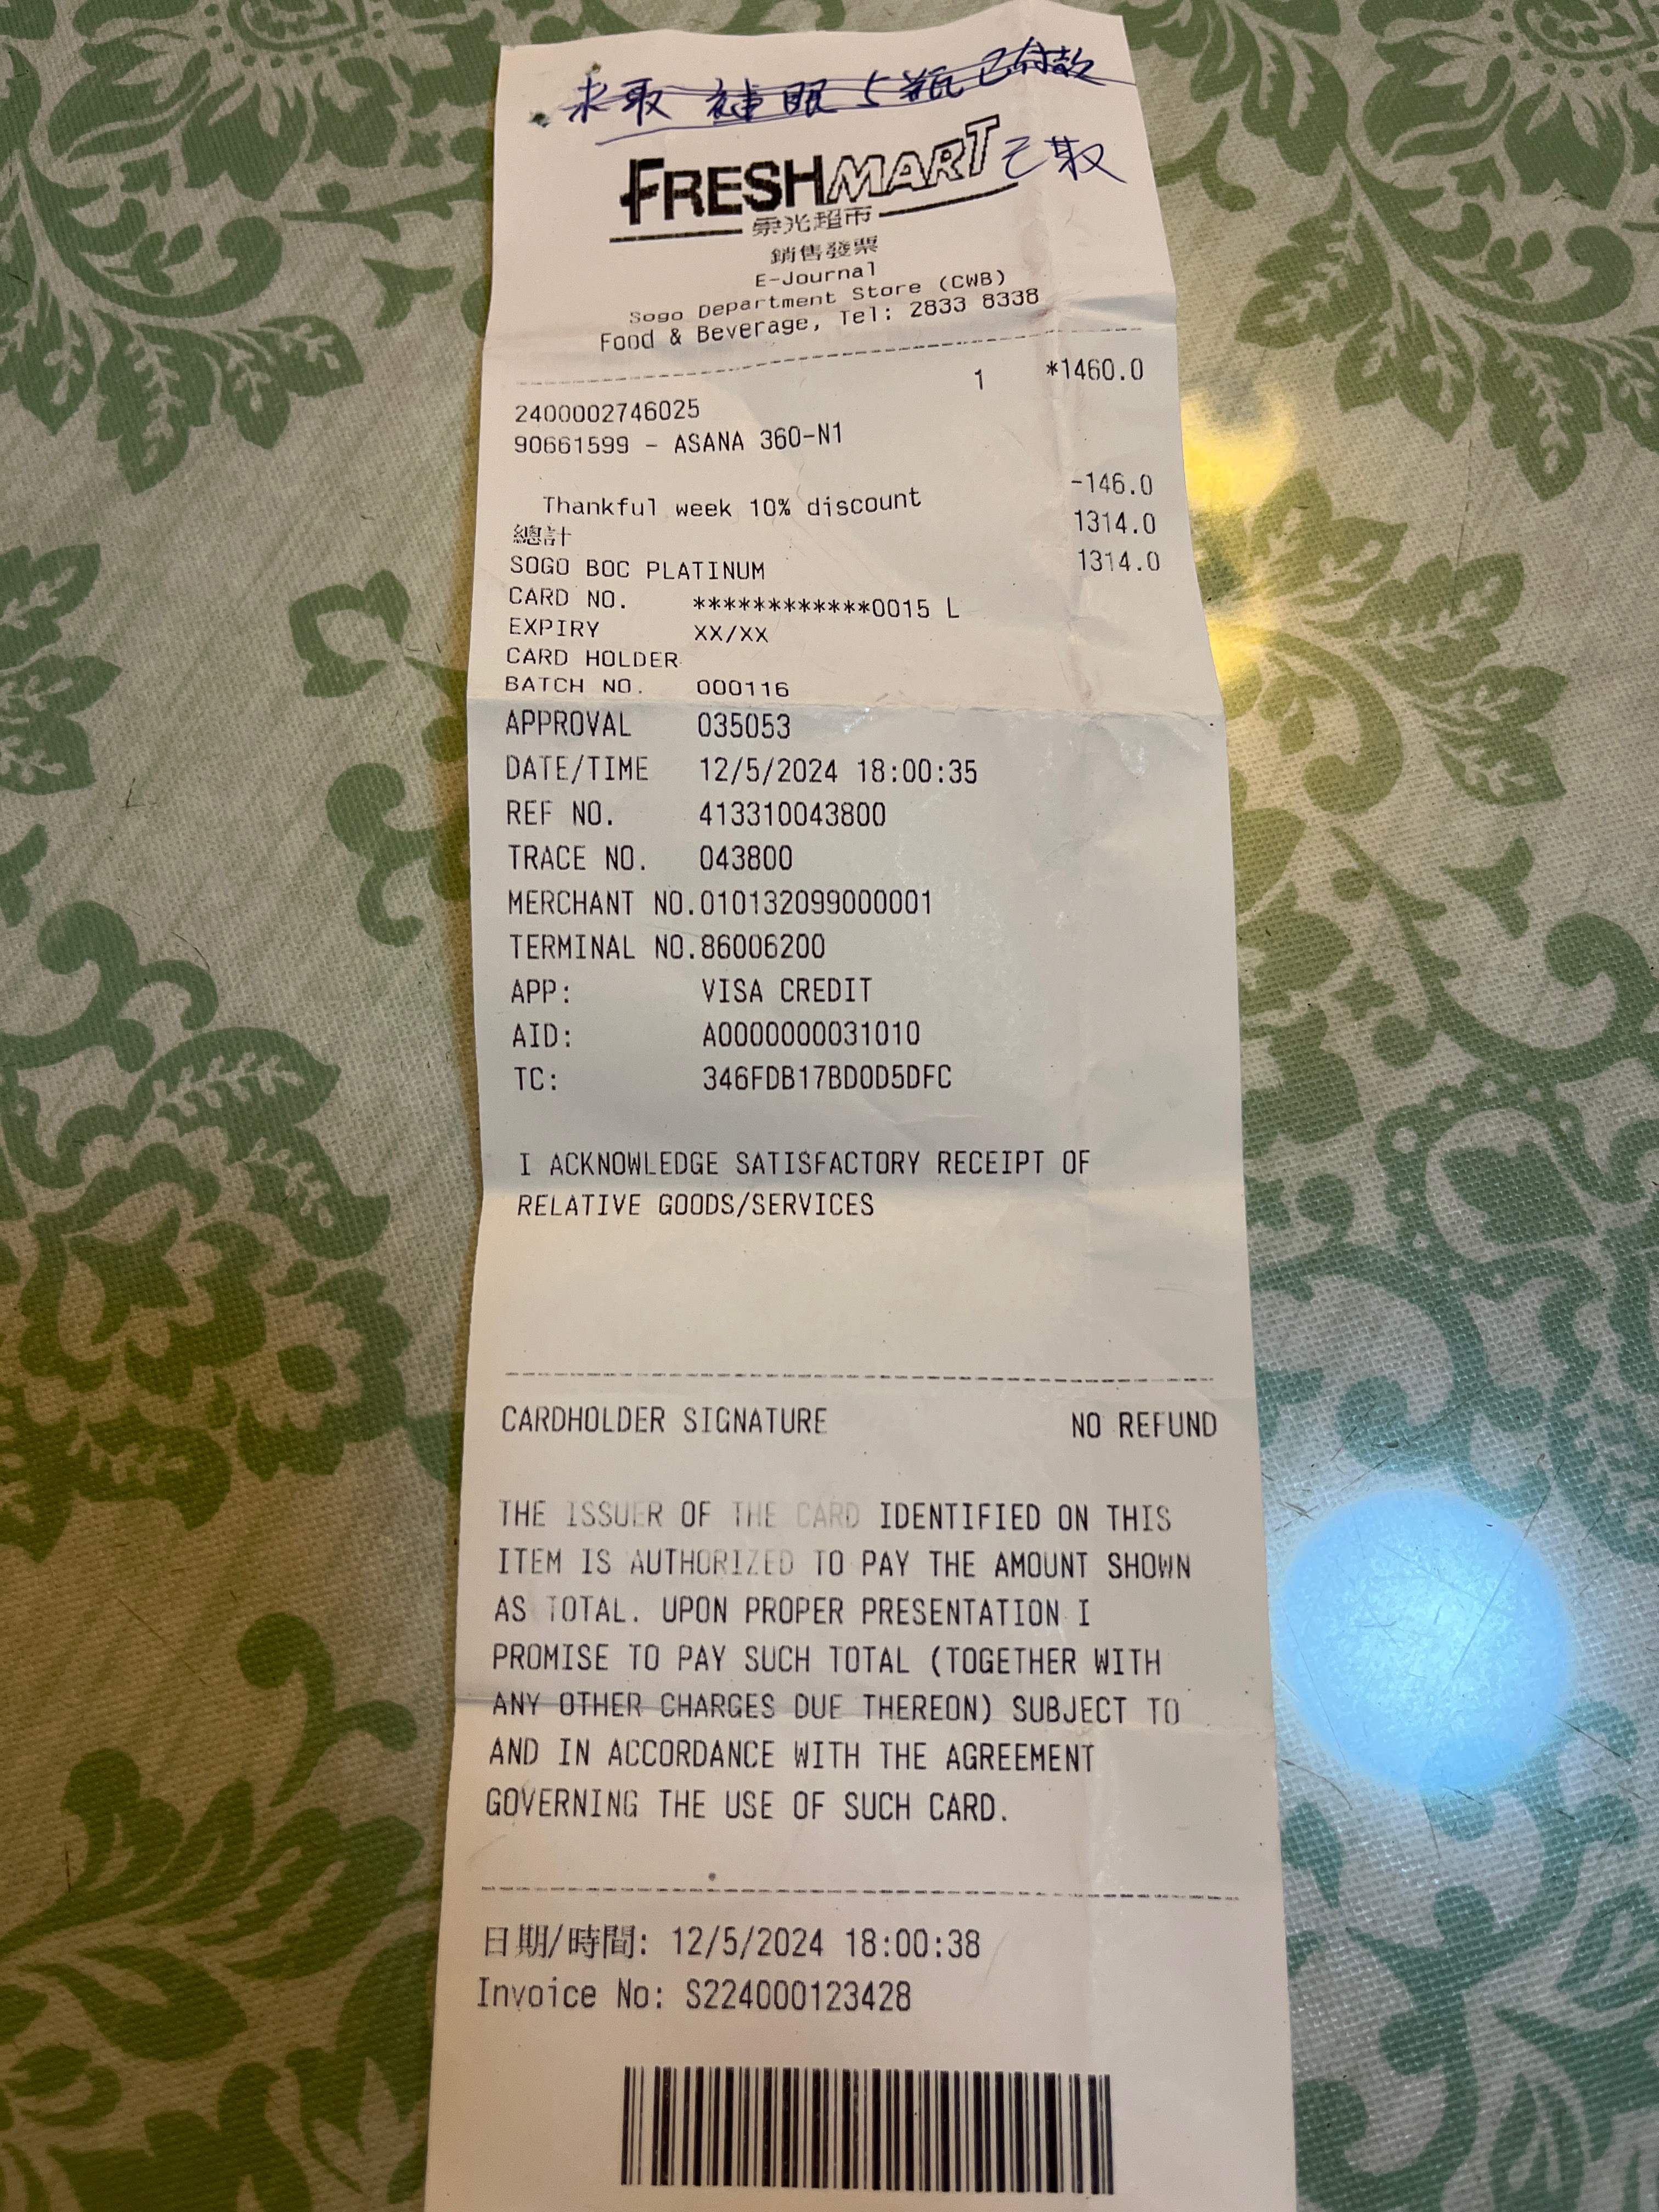 未取 補眼 5瓶 已付款
FRESHMART 已取
崇光超市
銷售發票
E-Journal
Sogo Department Store (CWB)
Food & Beverage, Tel: 2833 8338
1 *1460.0
2400002746025
90661599 - ASANA 360-N1
Thankful week 10% discount -146.0
總計 1314.0
SOGO BOC PLATINUM 1314.0
CARD NO. ************0015 L
EXPIRY XX/XX
CARD HOLDER
BATCH NO. 000116
APPROVAL 035053
DATE/TIME 12/5/2024 18:00:35
REF NO. 413310043800
TRACE NO. 043800
MERCHANT NO.010132099000001
TERMINAL NO.86006200
APP: VISA CREDIT
AID: A0000000031010
TC: 346FDB17BD0D5DFC
I ACKNOWLEDGE SATISFACTORY RECEIPT OF
RELATIVE GOODS/SERVICES
CARDHOLDER SIGNATURE NO REFUND
THE ISSUER OF THE CARD IDENTIFIED ON THIS
ITEM IS AUTHORIZED TO PAY THE AMOUNT SHOWN
AS TOTAL. UPON PROPER PRESENTATION I
PROMISE TO PAY SUCH TOTAL (TOGETHER WITH
ANY OTHER CHARGES DUE THEREON) SUBJECT TO
AND IN ACCORDANCE WITH THE AGREEMENT
GOVERNING THE USE OF SUCH CARD.
日期/時間: 12/5/2024 18:00:38
Invoice No: S224000123428